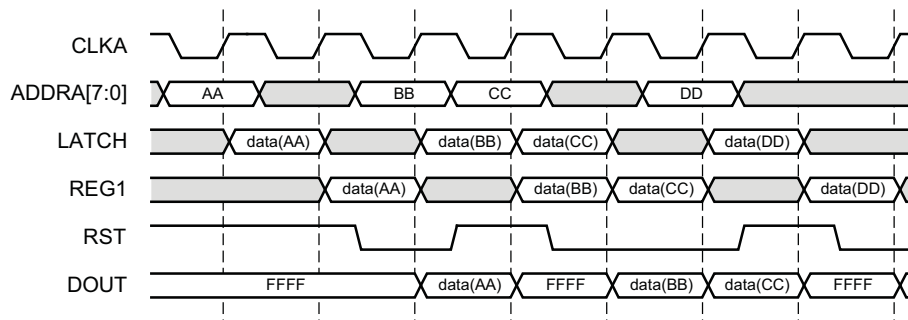 CLKA
ADDRA[7:0] AA BB CC DD
LATCH data(AA) data(BB) data(CC) data(DD)
REG1 data(AA) data(BB) data(CC) data(DD)
RST
DOUT FFFF data(AA) FFFF data(BB) data(CC) FFFF